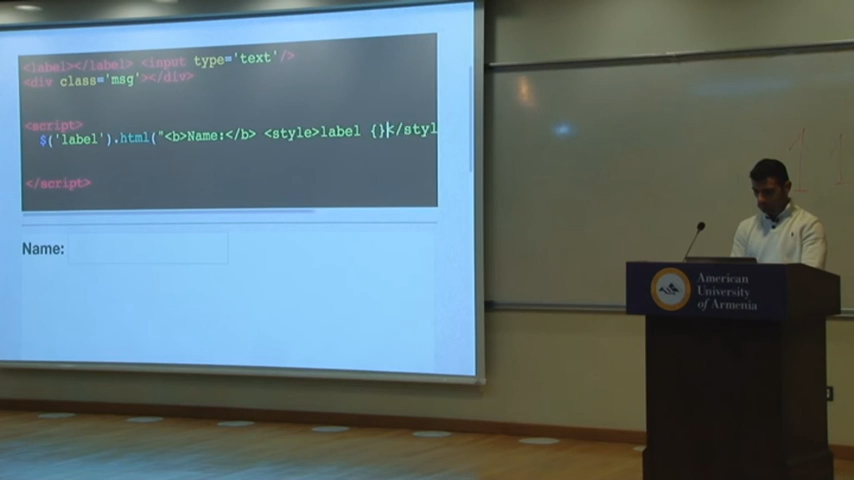 <label></label> <input type='text'/>
<div class='msg'></div>
<script>
$('label').html("<b>Name:</b> <style>label {}</styl
</script>
Name:
American
University
of Armenia
11